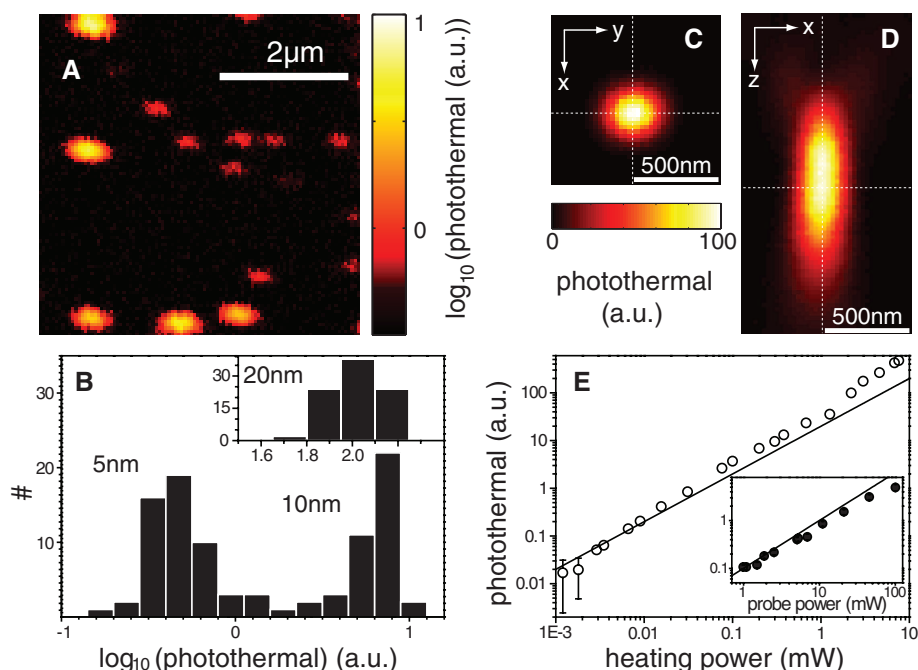 A
2μm
1
0
log10(photothermal (a.u.)
C
y
x
500nm
0
100
photothermal
(a.u.)
D
x
z
500nm
B
20nm
30
15
0
1.6
1.8
2.0
2.2
5nm
10nm
30
20
10
#
-1
0
1
log10(photothermal) (a.u.)
E
100
10
1
0.1
0.01
photothermal (a.u.)
1E-3
0.01
0.1
1
10
heating power (mW)
1
0.1
1
10
100
probe power (mW)